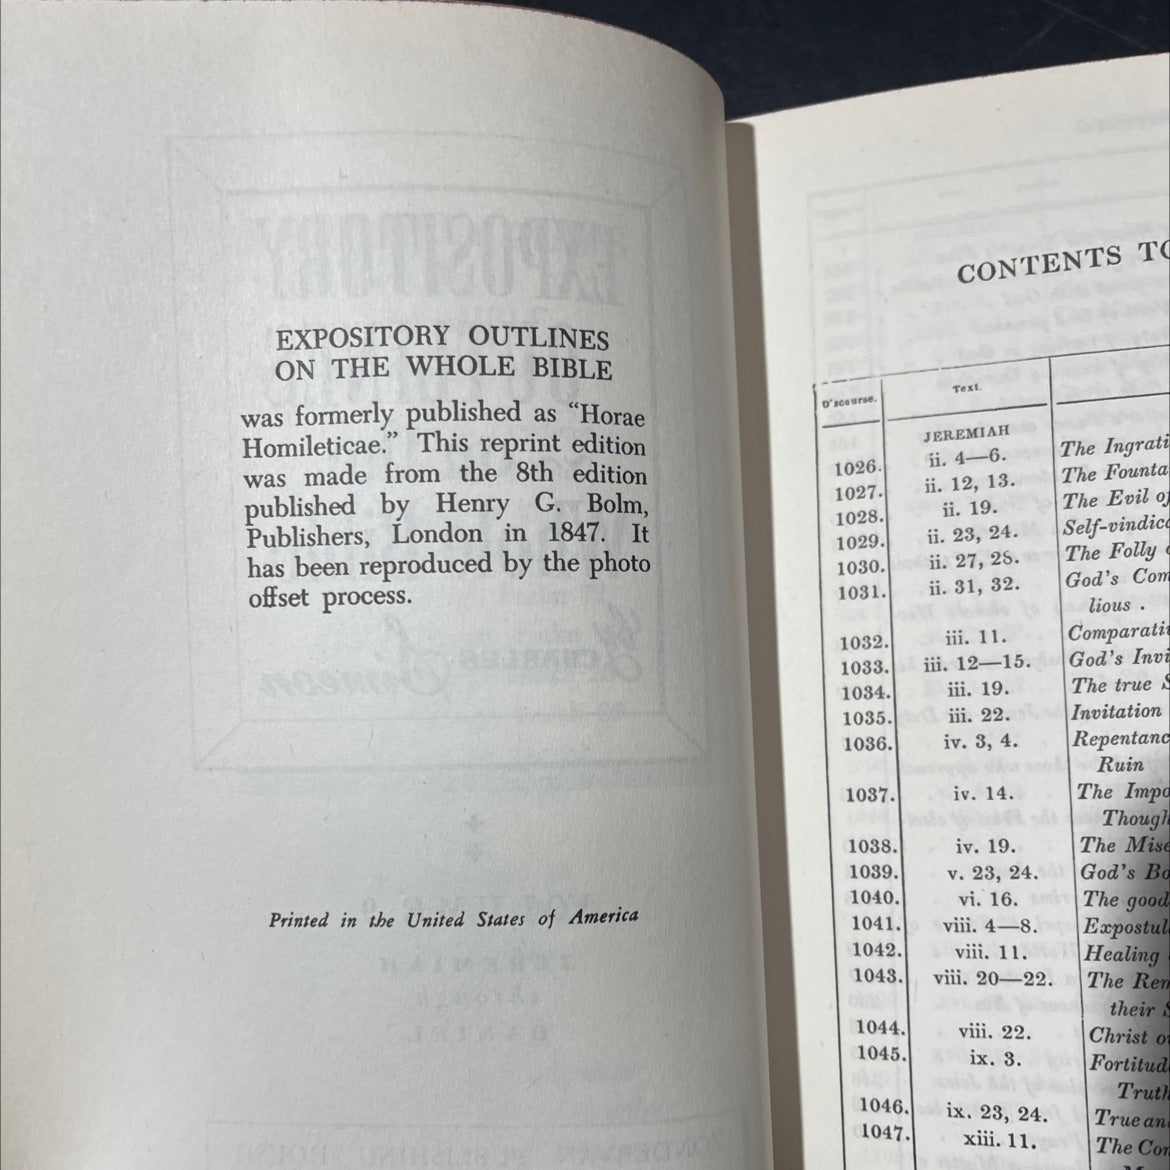 EXPOSITORY OUTLINES
ON THE WHOLE BIBLE
was formerly published as “Horae
Homileticae.” This reprint edition
was made from the 8th edition
published by Henry G. Bolm,
Publishers, London in 1847. It
has been reproduced by the photo
offset process.
Printed in the United States of America
CONTENTS TO
D'scourse. Text.
JEREMIAH
1026. ii. 4—6. The Ingrati
1027. ii. 12, 13. The Founta
1028. ii. 19. The Evil of
1029. ii. 23, 24. Self-vindic
1030. ii. 27, 28. The Folly
1031. ii. 31, 32. God's Com
lious .
1032. iii. 11. Comparati
1033. iii. 12—15. God's Invi
1034. iii. 19. The true S
1035. iii. 22. Invitation
1036. iv. 3, 4. Repentanc
Ruin
1037. iv. 14. The Impo
Though
1038. iv. 19. The Mise
1039. v. 23, 24. God's Bo
1040. vi. 16. The good
1041. viii. 4—8. Expostul
1042. viii. 11. Healing
1043. viii. 20—22. The Rem
their S
1044. viii. 22. Christ o
1045. ix. 3. Fortitud
Truth
1046. ix. 23, 24. True an
1047. xiii. 11. The Con